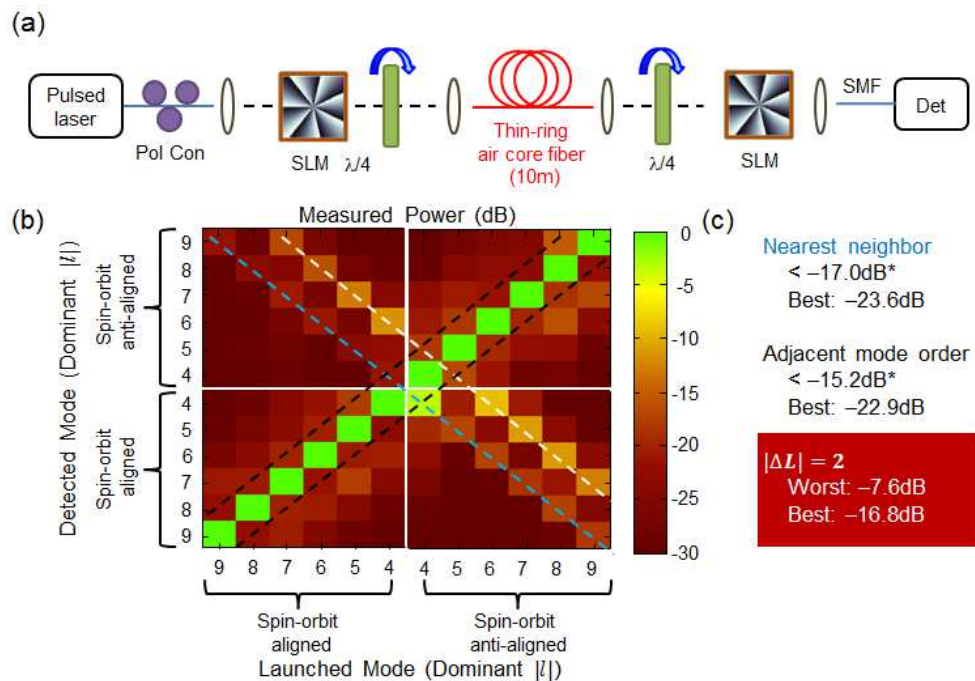 (a)
Pulsed
laser
Pol Con
SLM
λ/4
Thin-ring
air core fiber
(10m)
λ/4
SLM
SMF
Det
(b)
Measured Power (dB)
Detected Mode (Dominant |l|)
Spin-orbit
anti-aligned
Spin-orbit
aligned
9
8
7
6
5
4
4
5
6
7
8
9
9 8 7 6 5 4 4 5 6 7 8 9
Spin-orbit
aligned
Spin-orbit
anti-aligned
Launched Mode (Dominant |l|)
0
-5
-10
-15
-20
-25
-30
(c)
Nearest neighbor
< –17.0dB*
Best: –23.6dB
Adjacent mode order
< –15.2dB*
Best: –22.9dB
|ΔL| = 2
Worst: –7.6dB
Best: –16.8dB